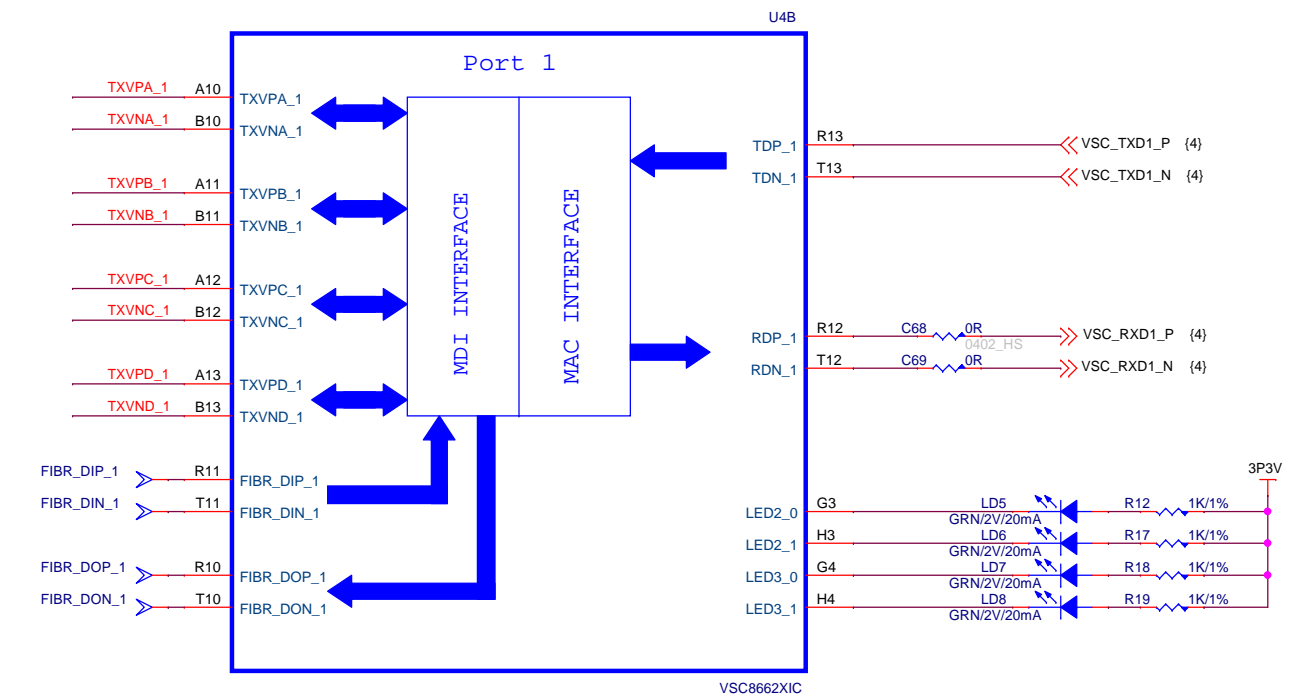 U4B
Port 1
TXVPA_1 A10 TXVPA_1
TXVNA_1 B10 TXVNA_1
TXVPB_1 A11 TXVPB_1
TXVNB_1 B11 TXVNB_1
TXVPC_1 A12 TXVPC_1
TXVNC_1 B12 TXVNC_1
TXVPD_1 A13 TXVPD_1
TXVND_1 B13 TXVND_1
FIBR_DIP_1 R11 FIBR_DIP_1
FIBR_DIN_1 T11 FIBR_DIN_1
FIBR_DOP_1 R10 FIBR_DOP_1
FIBR_DON_1 T10 FIBR_DON_1
MDI INTERFACE
MAC INTERFACE
TDP_1 R13 VSC_TXD1_P {4}
TDN_1 T13 VSC_TXD1_N {4}
RDP_1 R12 C68 0R VSC_RXD1_P {4}
0402_HS
RDN_1 T12 C69 0R VSC_RXD1_N {4}
3P3V
LED2_0 G3 LD5 R12 1K/1%
GRN/2V/20mA
LED2_1 H3 LD6 R17 1K/1%
GRN/2V/20mA
LED3_0 G4 LD7 R18 1K/1%
GRN/2V/20mA
LED3_1 H4 LD8 R19 1K/1%
GRN/2V/20mA
VSC8662XIC